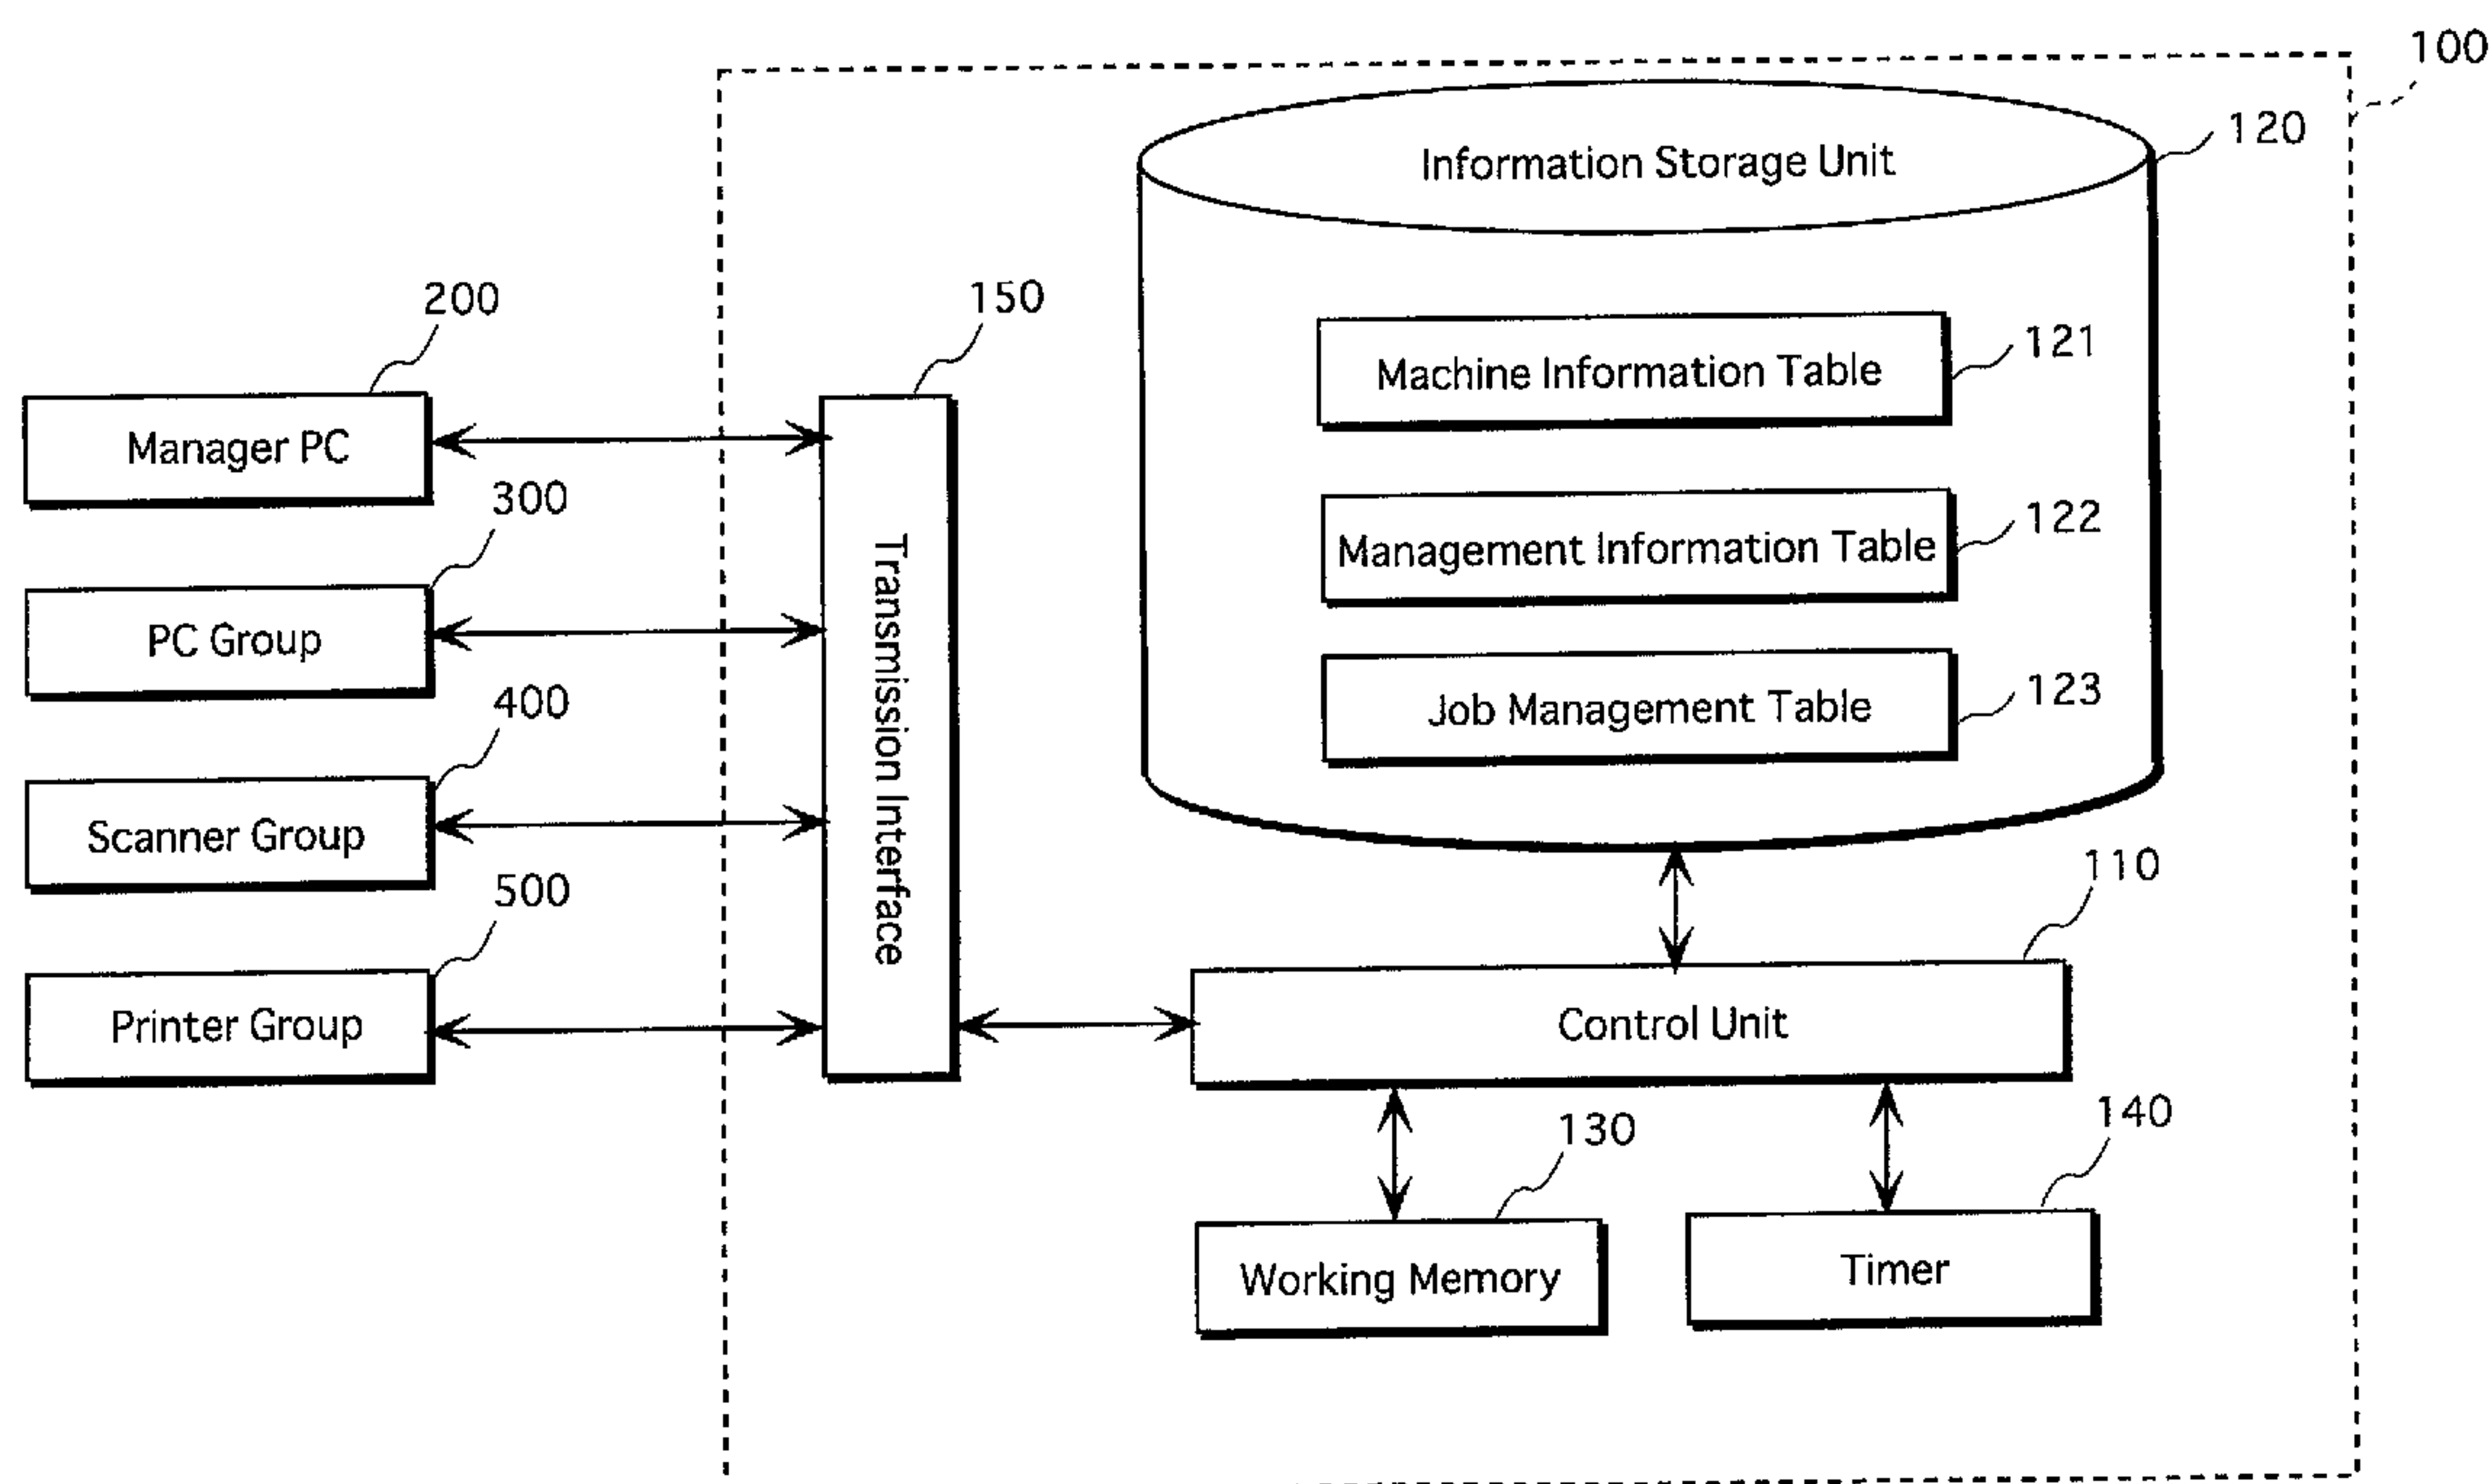 100
120
Information Storage Unit
200
150
121
Machine Information Table
Manager PC
300
122
Management Information Table
PC Group
Transmission Interface
400
123
Job Management Table
Scanner Group
500
110
Printer Group
Control Unit
130
140
Working Memory
Timer